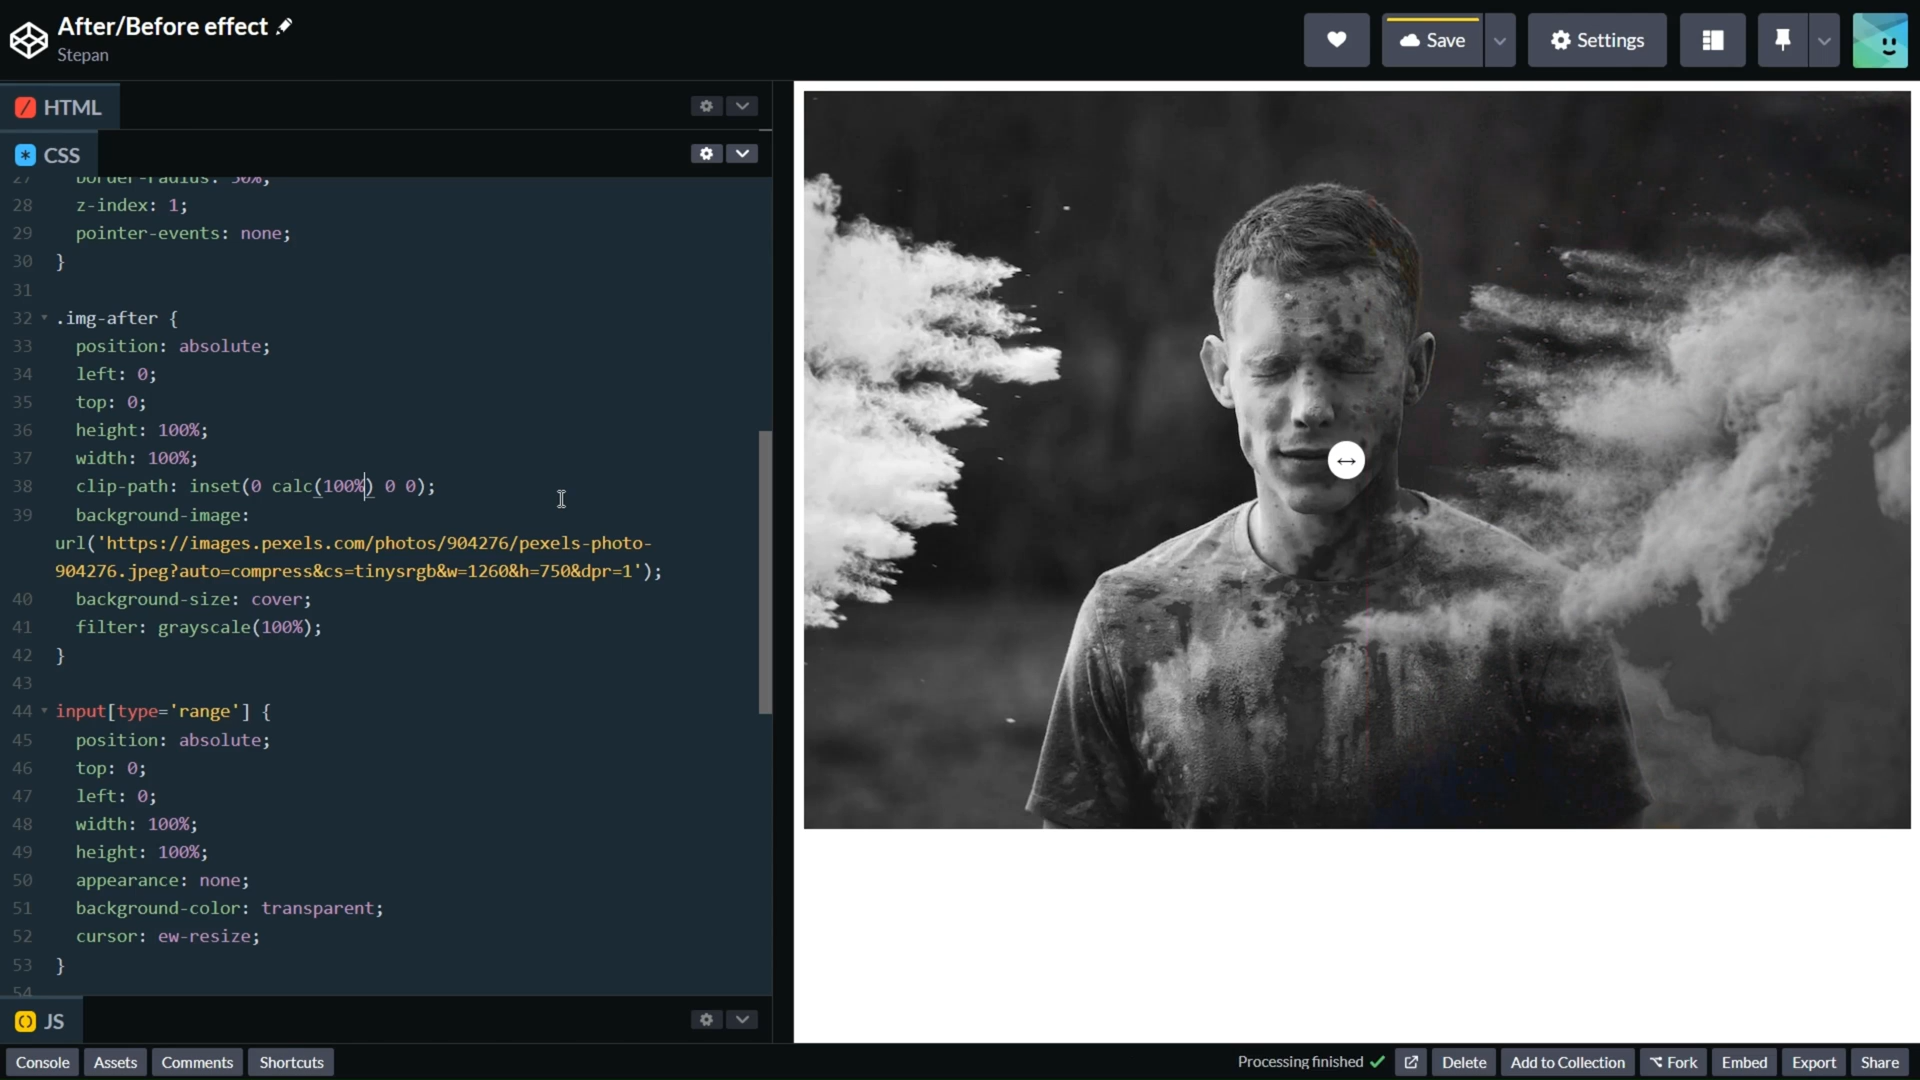 After/Before effect
Stepan
Save
Settings
HTML
CSS
27 border-radius: 50%;
28 z-index: 1;
29 pointer-events: none;
30 }
31
32 .img-after {
33 position: absolute;
34 left: 0;
35 top: 0;
36 height: 100%;
37 width: 100%;
38 clip-path: inset(0 calc(100%) 0 0);
39 background-image:
url('https://images.pexels.com/photos/904276/pexels-photo-
904276.jpeg?auto=compress&cs=tinysrgb&w=1260&h=750&dpr=1');
40 background-size: cover;
41 filter: grayscale(100%);
42 }
43
44 input[type='range'] {
45 position: absolute;
46 top: 0;
47 left: 0;
48 width: 100%;
49 height: 100%;
50 appearance: none;
51 background-color: transparent;
52 cursor: ew-resize;
53 }
54
JS
Console Assets Comments Shortcuts
Processing finished Delete Add to Collection Fork Embed Export Share